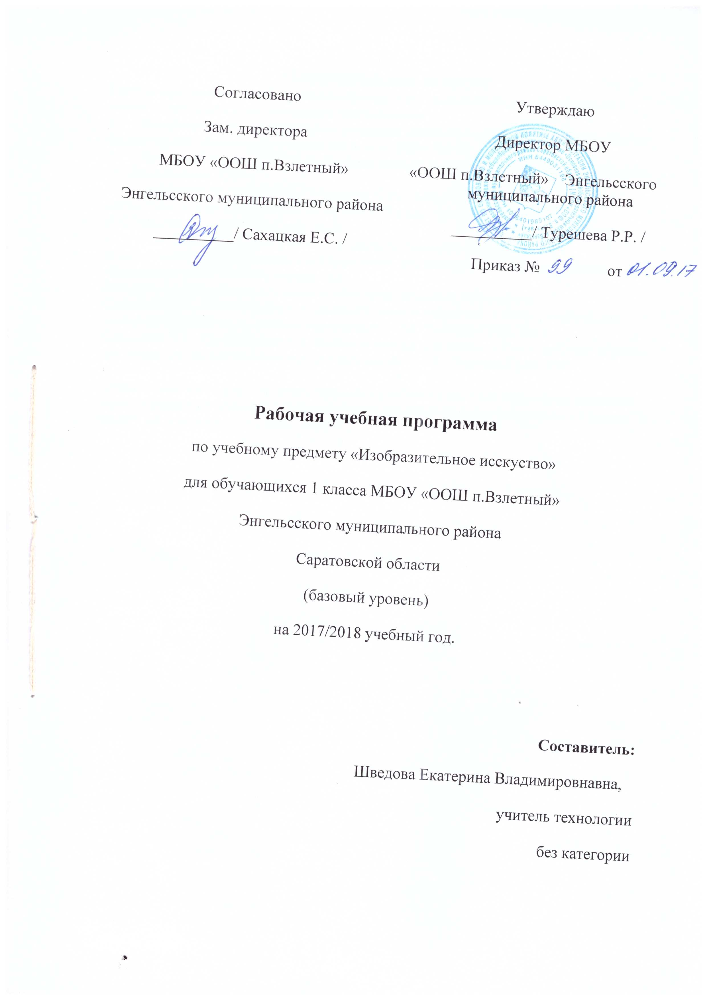 Согласовано
Зам. директора
МБОУ «ООШ п.Взлетный»
Энгельсского муниципального района
/ Сахацкая Е.С. /
Утверждаю
Директор МБОУ
«ООШ п.Взлетный» Энгельсского
муниципального района
/ Турешева Р.Р. /
Приказ № 99 от 01.09.17
ИНН 6449031196
Рабочая учебная программа
по учебному предмету «Изобразительное исскуство»
для обучающихся 1 класса МБОУ «ООШ п.Взлетный»
Энгельсского муниципального района
Саратовской области
(базовый уровень)
на 2017/2018 учебный год.
Составитель:
Шведова Екатерина Владимировнавна,
учитель технологии
без категории